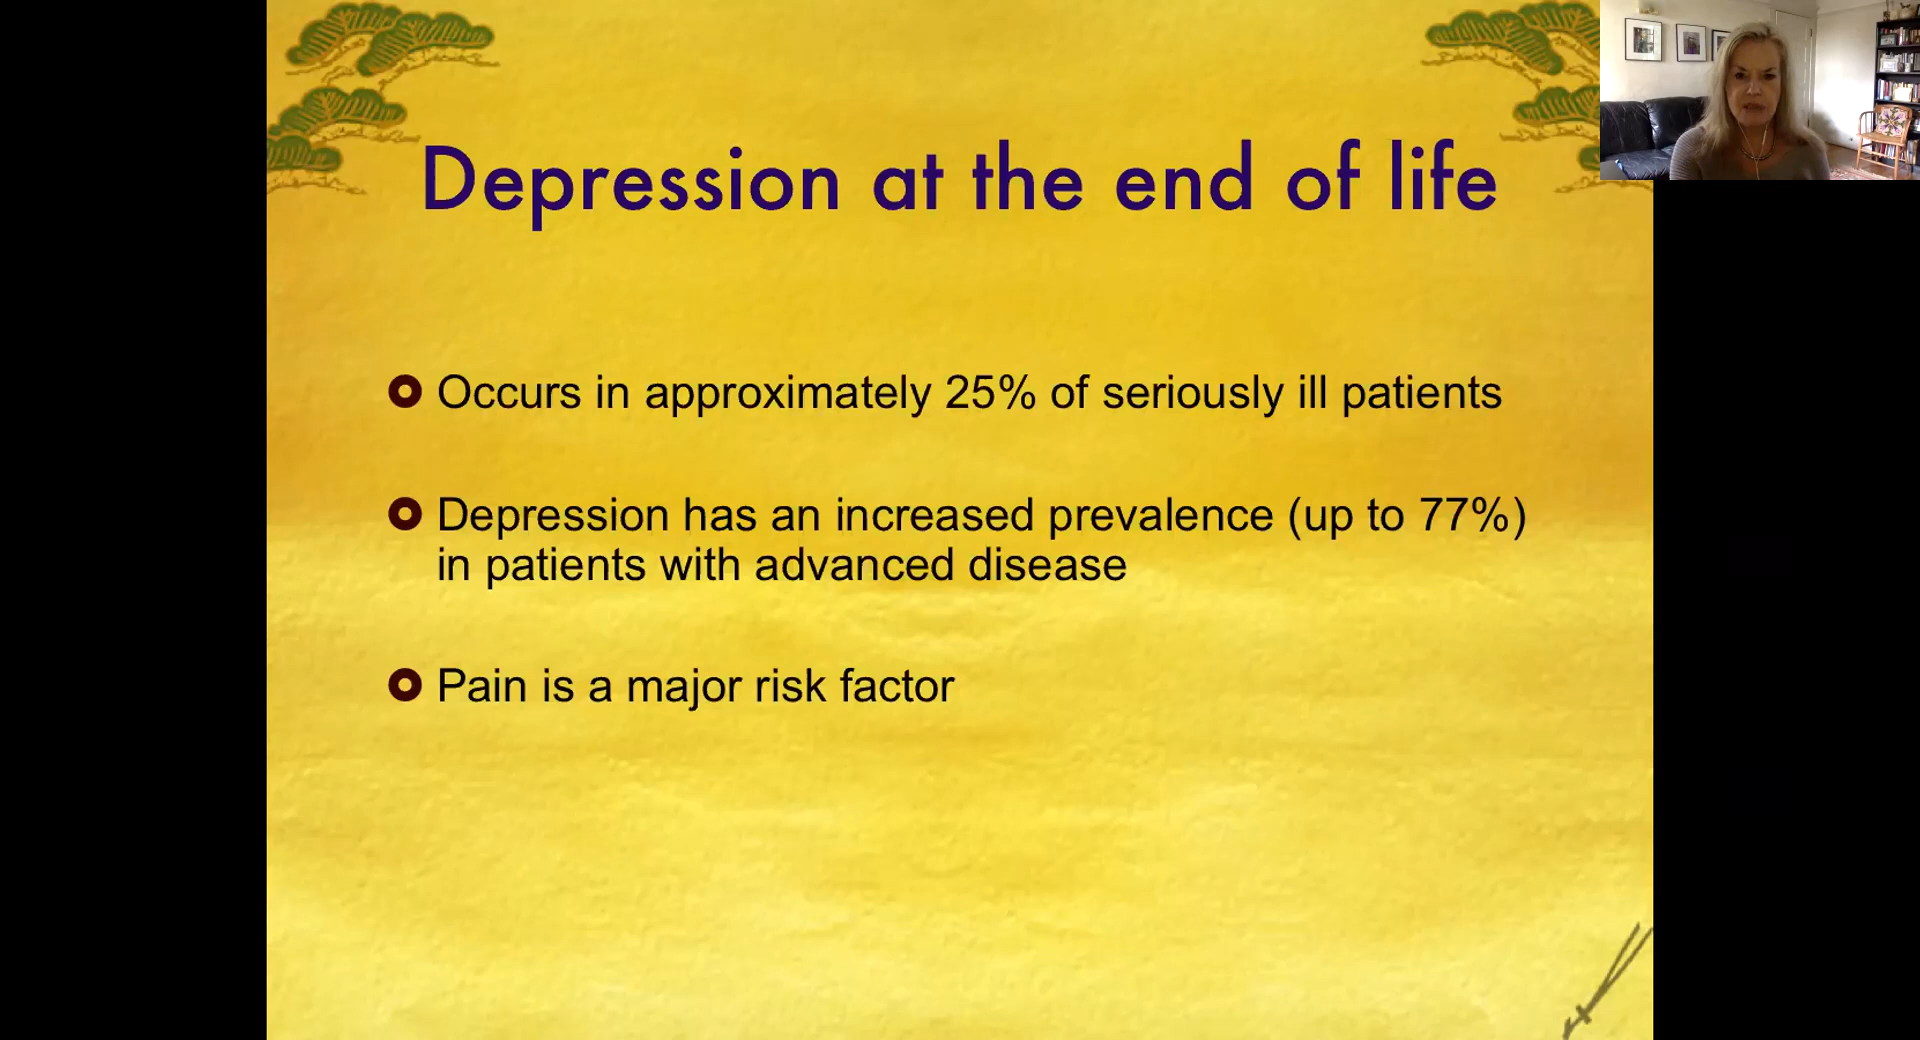 Depression at the end of life
Occurs in approximately 25% of seriously ill patients
Depression has an increased prevalence (up to 77%)
in patients with advanced disease
Pain is a major risk factor